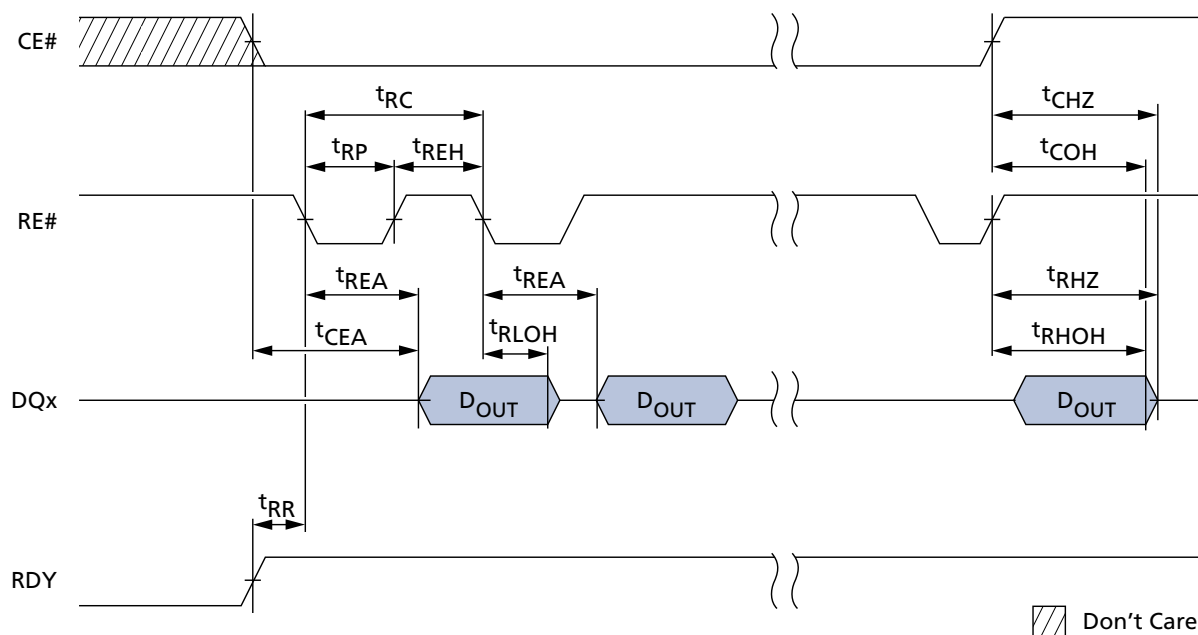 CE#
tRC
tCHZ
tRP
tREH
tCOH
RE#
tREA
tREA
tRHZ
tCEA
tRLOH
tRHOH
DQx
DOUT
DOUT
DOUT
tRR
RDY
Don't Care